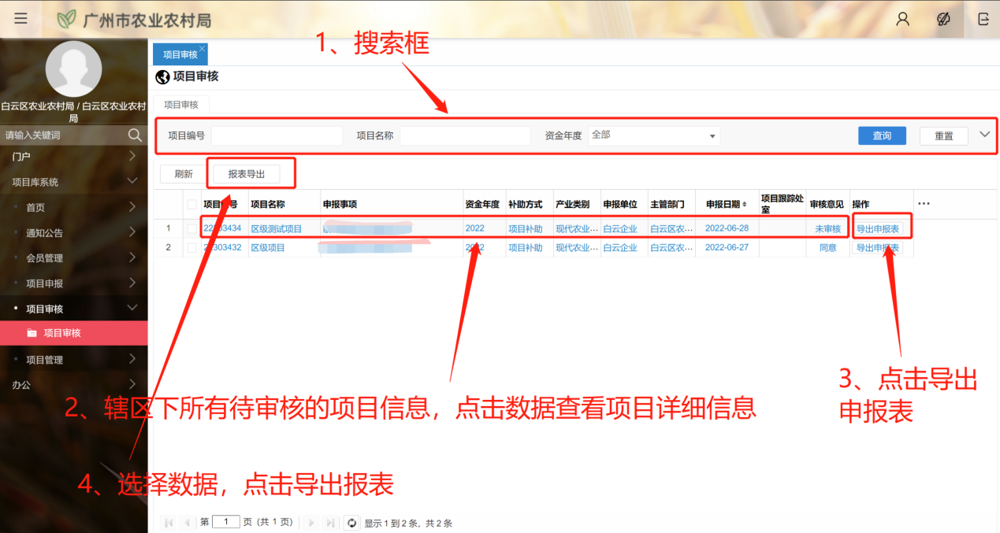 广州市农业农村局
1、搜索框
白云区农业农村局 / 白云区农业农村局
请输入关键词
门户
项目库系统
首页
通知公告
会员管理
项目申报
项目审核
项目审核
项目管理
办公
项目审核
项目审核
项目审核
项目编号 项目名称 资金年度 全部 查询 重置
刷新 报表导出
项目编号 项目名称 申报事项 资金年度 补助方式 产业类别 申报单位 主管部门 申报日期 项目跟踪处室 审核意见 操作 ...
1 22303434 区级测试项目 2022 项目补助 现代农业... 白云企业 白云区农... 2022-06-28 未审核 导出申报表
2 22303432 区级项目 2022 项目补助 现代农业... 白云企业 白云区农... 2022-06-27 同意 导出申报表
3、点击导出
申报表
2、辖区下所有待审核的项目信息，点击数据查看项目详细信息
4、选择数据，点击导出报表
第 1 页 (共 1 页) 显示 1 到 2 条，共 2 条